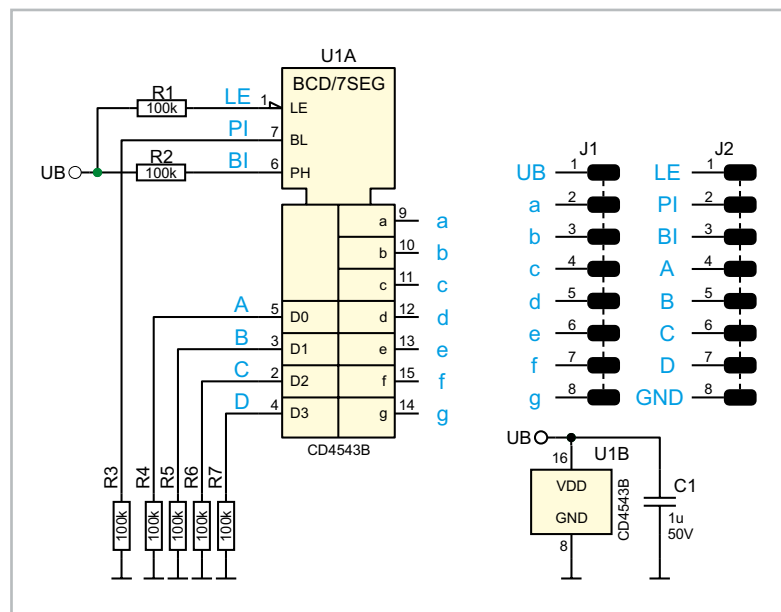 U1A
BCD/7SEG
R1
100k
LE
1
LE
PI
7
BL
UB
R2
100k
BI
6
PH
a
9
a
b
10
b
c
11
c
A
5
D0
d
12
d
B
3
D1
e
13
e
C
2
D2
f
15
f
D
4
D3
g
14
g
CD4543B
R3
100k
R4
100k
R5
100k
R6
100k
R7
100k
J1
UB 1
a 2
b 3
c 4
d 5
e 6
f 7
g 8
J2
LE 1
PI 2
BI 3
A 4
B 5
C 6
D 7
GND 8
UB
16
U1B
VDD
GND
CD4543B
8
C1
1u
50V